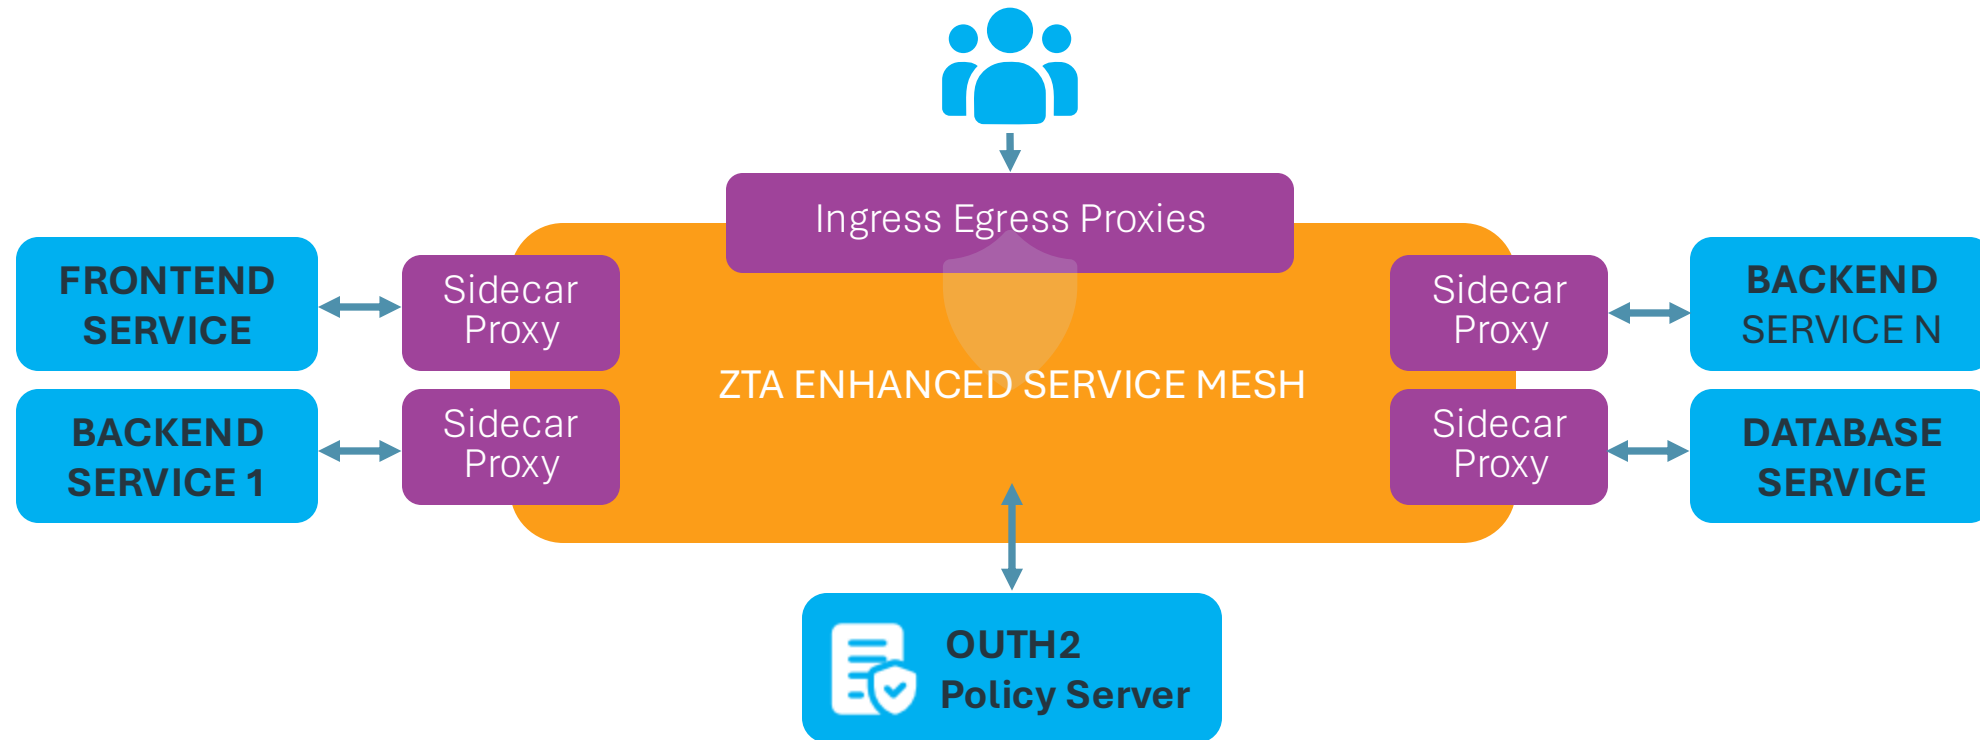 Ingress Egress Proxies
FRONTEND
SERVICE
Sidecar
Proxy
Sidecar
Proxy
BACKEND
SERVICE N
ZTA ENHANCED SERVICE MESH
BACKEND
SERVICE 1
Sidecar
Proxy
Sidecar
Proxy
DATABASE
SERVICE
OUTH2
Policy Server